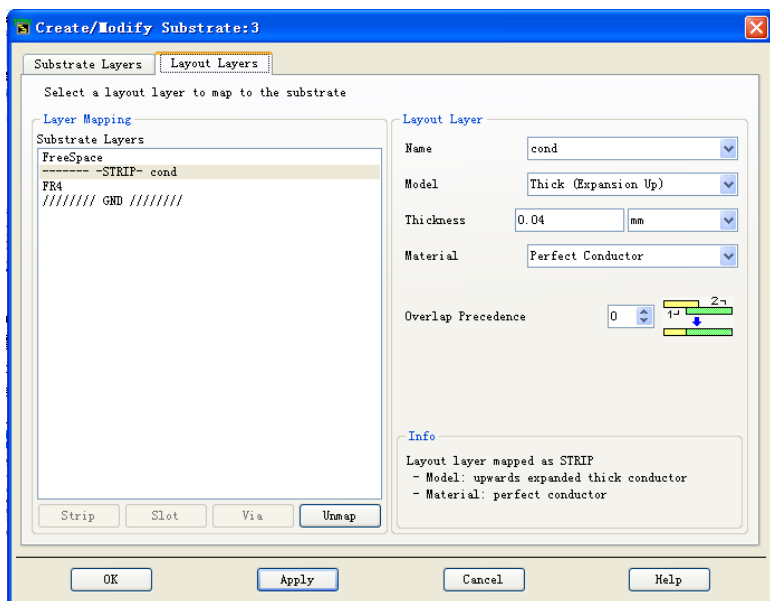 Create/Modify Substrate:3
Substrate Layers
Layout Layers
Select a layout layer to map to the substrate
Layer Mapping
Substrate Layers
FreeSpace
------- -STRIP- cond
FR4
//////// GND ////////
Strip
Slot
Via
Unmap
Layout Layer
Name
cond
Model
Thick (Expansion Up)
Thickness
0.04
mm
Material
Perfect Conductor
Overlap Precedence
0
2
1
Info
Layout layer mapped as STRIP
- Model: upwards expanded thick conductor
- Material: perfect conductor
OK
Apply
Cancel
Help